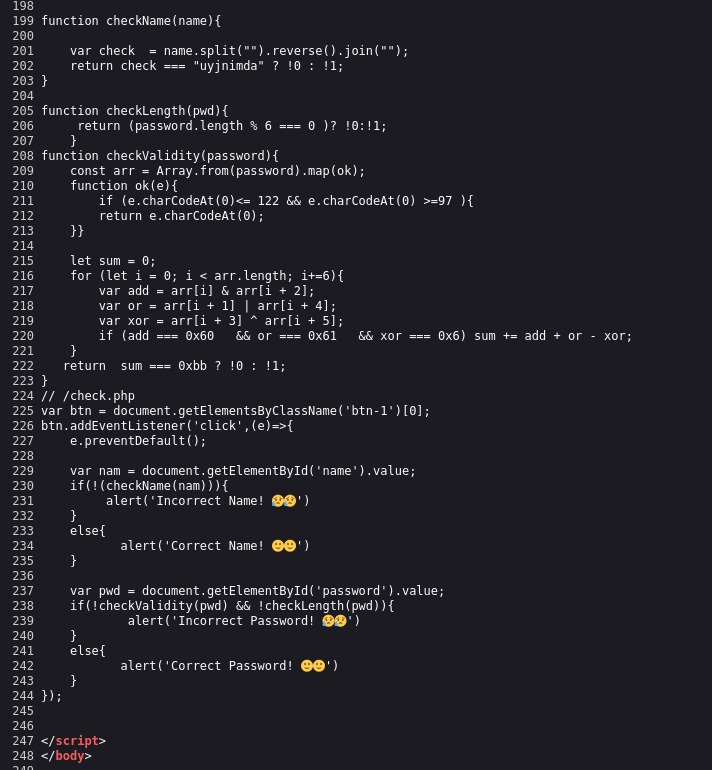 198
199 function checkName(name){
200
201     var check  = name.split("").reverse().join("");
202     return check === "uyjnimda" ? !0 : !1;
203 }
204
205 function checkLength(pwd){
206      return (password.length % 6 === 0 )? !0:!1;
207     }
208 function checkValidity(password){
209     const arr = Array.from(password).map(ok);
210     function ok(e){
211         if (e.charCodeAt(0)<= 122 && e.charCodeAt(0) >=97 ){
212         return e.charCodeAt(0);
213     }}
214
215     let sum = 0;
216     for (let i = 0; i < arr.length; i+=6){
217         var add = arr[i] & arr[i + 2];
218         var or = arr[i + 1] | arr[i + 4];
219         var xor = arr[i + 3] ^ arr[i + 5];
220         if (add === 0x60   && or === 0x61   && xor === 0x6) sum += add + or - xor;
221     }
222    return  sum === 0xbb ? !0 : !1;
223 }
224 // /check.php
225 var btn = document.getElementsByClassName('btn-1')[0];
226 btn.addEventListener('click',(e)=>{
227     e.preventDefault();
228
229     var nam = document.getElementById('name').value;
230     if(!(checkName(nam))){
231          alert('Incorrect Name! 😢😢')
232     }
233     else{
234            alert('Correct Name! 🙂🙂')
235     }
236
237     var pwd = document.getElementById('password').value;
238     if(!checkValidity(pwd) && !checkLength(pwd)){
239             alert('Incorrect Password! 😢😢')
240     }
241     else{
242            alert('Correct Password! 🙂🙂')
243     }
244 });
245
246
247 </script>
248 </body>